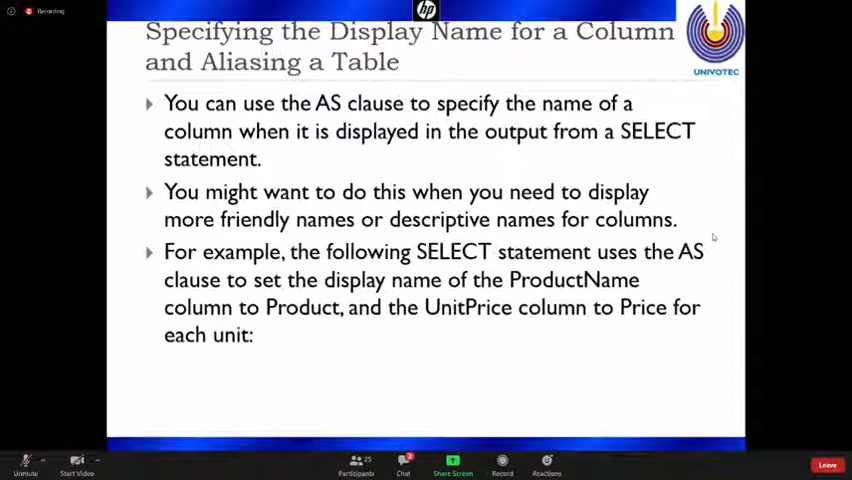 Recording
hp
Specifying the Display Name for a Column
and Aliasing a Table
UNIVOTEC
You can use the AS clause to specify the name of a
column when it is displayed in the output from a SELECT
statement.
You might want to do this when you need to display
more friendly names or descriptive names for columns.
For example, the following SELECT statement uses the AS
clause to set the display name of the ProductName
column to Product, and the UnitPrice column to Price for
each unit:
Unmute
Start Video
25
Participants
3
Chat
Share Screen
Record
Reactions
Leave